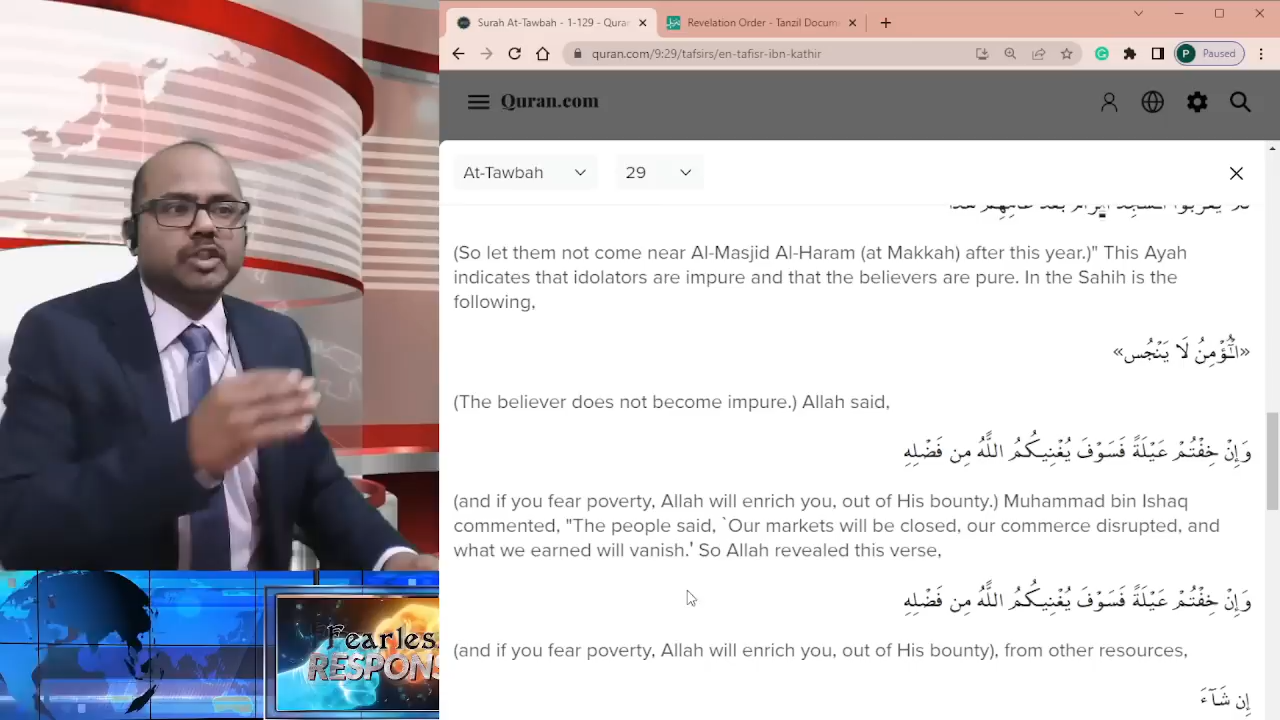 Surah At-Tawbah - 1-129 - Quran
Revelation Order - Tanzil Docum
quran.com/9:29/tafsirs/en-tafisr-ibn-kathir
P Paused
Quran.com
At-Tawbah
29
(So let them not come near Al-Masjid Al-Haram (at Makkah) after this year.)" This Ayah
indicates that idolators are impure and that the believers are pure. In the Sahih is the
following,
«الْمُؤْمِنُ لَا يَنْجُس»
(The believer does not become impure.) Allah said,
وَإِنْ خِفْتُمْ عَيْلَةً فَسَوْفَ يُغْنِيكُمُ اللَّهُ مِن فَضْلِهِ
(and if you fear poverty, Allah will enrich you, out of His bounty.) Muhammad bin Ishaq
commented, "The people said, `Our markets will be closed, our commerce disrupted, and
what we earned will vanish.' So Allah revealed this verse,
وَإِنْ خِفْتُمْ عَيْلَةً فَسَوْفَ يُغْنِيكُمُ اللَّهُ مِن فَضْلِهِ
(and if you fear poverty, Allah will enrich you, out of His bounty), from other resources,
إِن شَآءَ
Fearles
RESPONS